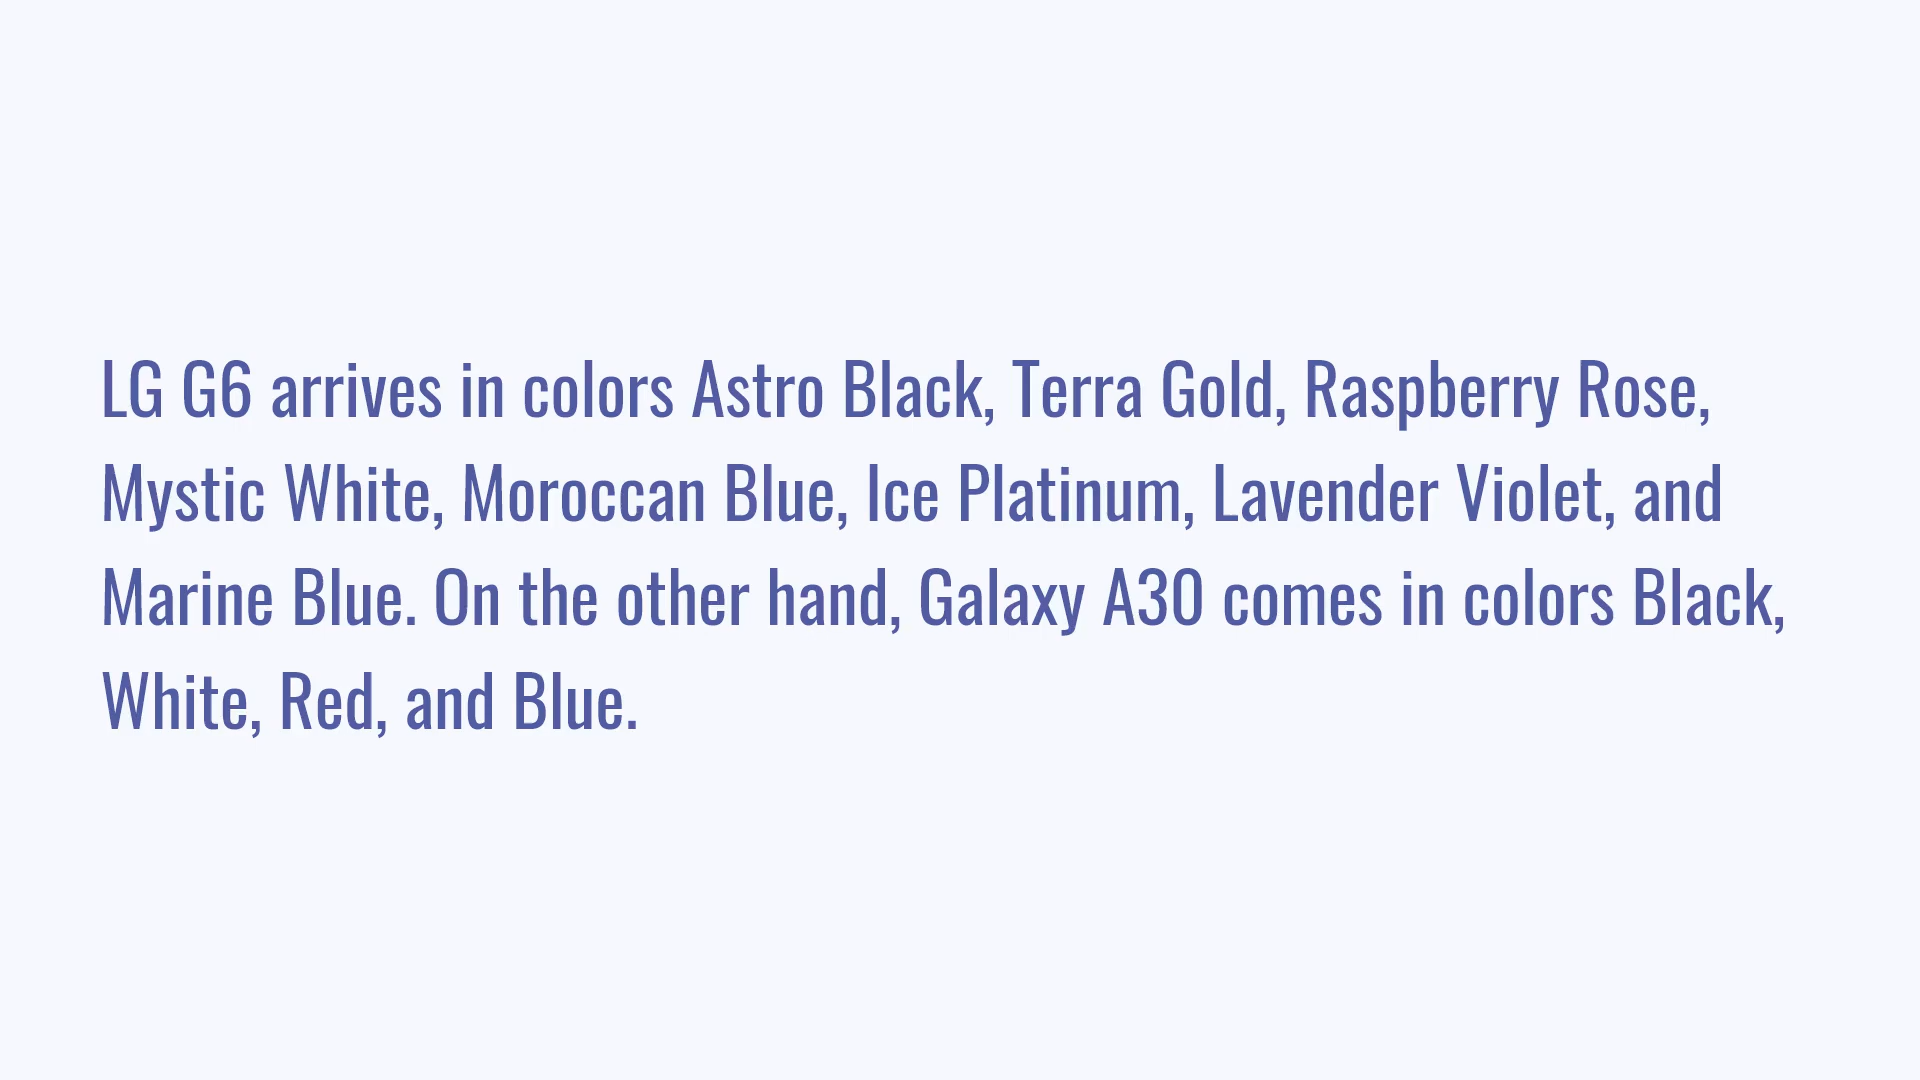 LG G6 arrives in colors Astro Black, Terra Gold, Raspberry Rose,
Mystic White, Moroccan Blue, Ice Platinum, Lavender Violet, and
Marine Blue. On the other hand, Galaxy A30 comes in colors Black,
White, Red, and Blue.